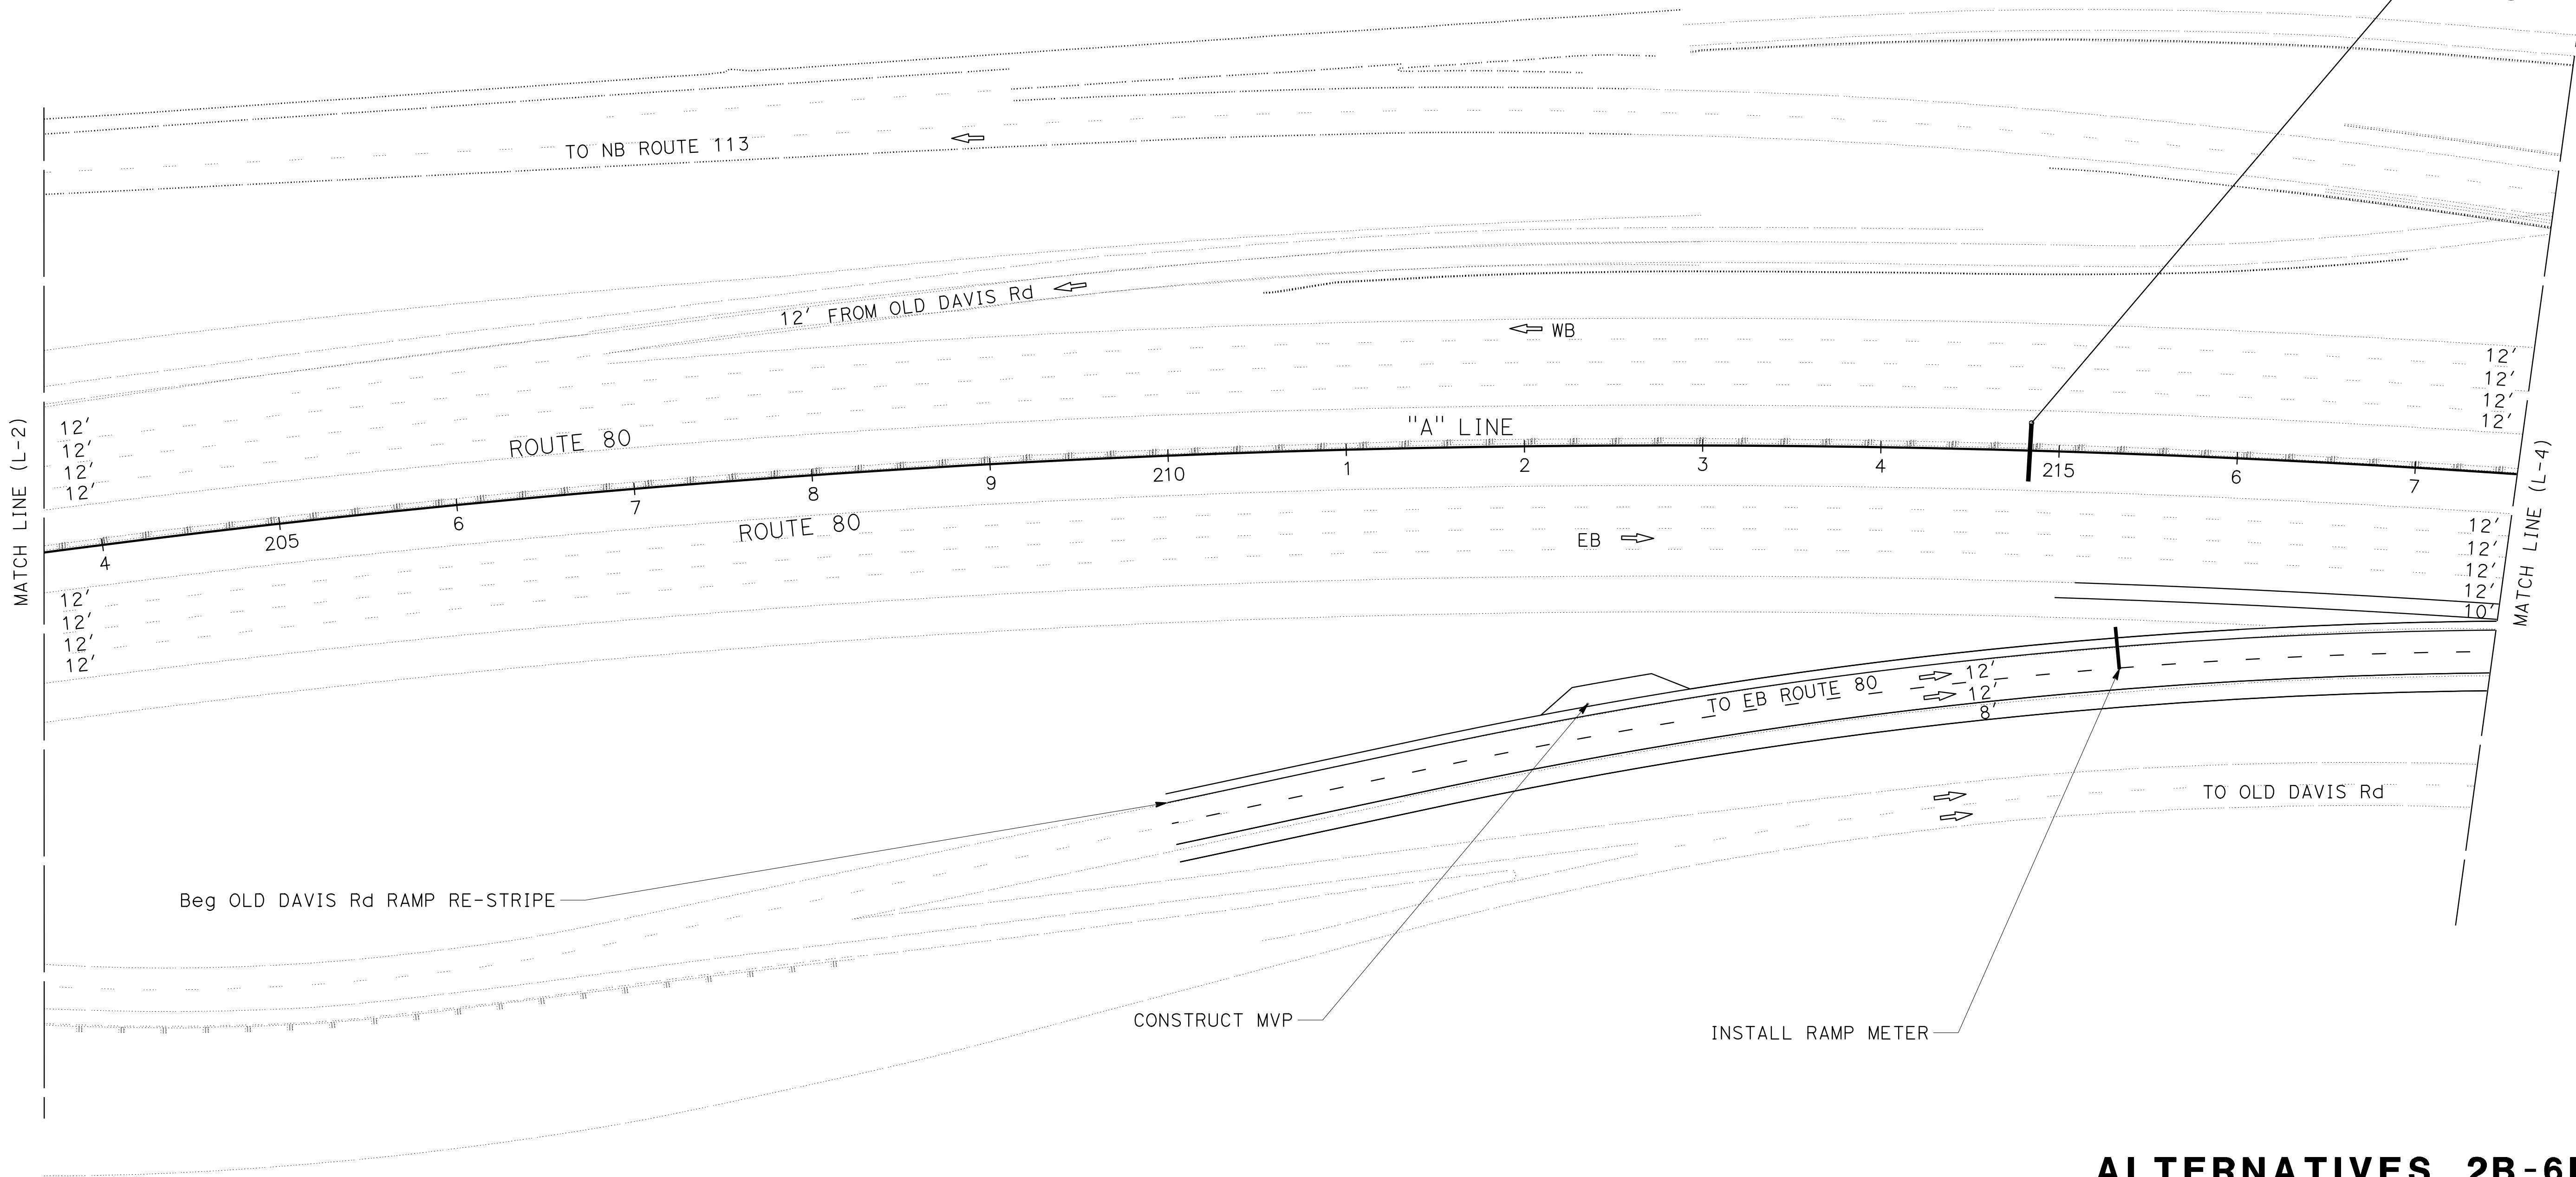 TO NB ROUTE 113
12' FROM OLD DAVIS Rd
WB
12'
12'
12'
12'
12'
12'
12'
12'
ROUTE 80
"A" LINE
MATCH LINE (L-2)
MATCH LINE (L-4)
4
205
6
7
8
9
210
1
2
3
4
215
6
7
ROUTE 80
EB
12'
12'
12'
12'
12'
12'
12'
12'
10'
TO EB ROUTE 80
12'
12'
8'
TO OLD DAVIS Rd
Beg OLD DAVIS Rd RAMP RE-STRIPE
CONSTRUCT MVP
INSTALL RAMP METER
ALTERNATIVES 2B-6